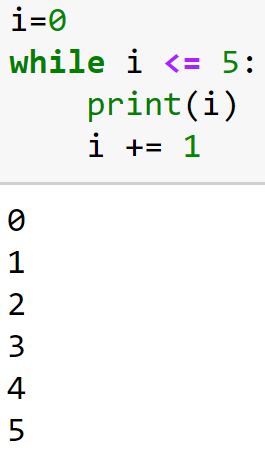 i=0
while i <= 5:
    print(i)
    i += 1
0
1
2
3
4
5